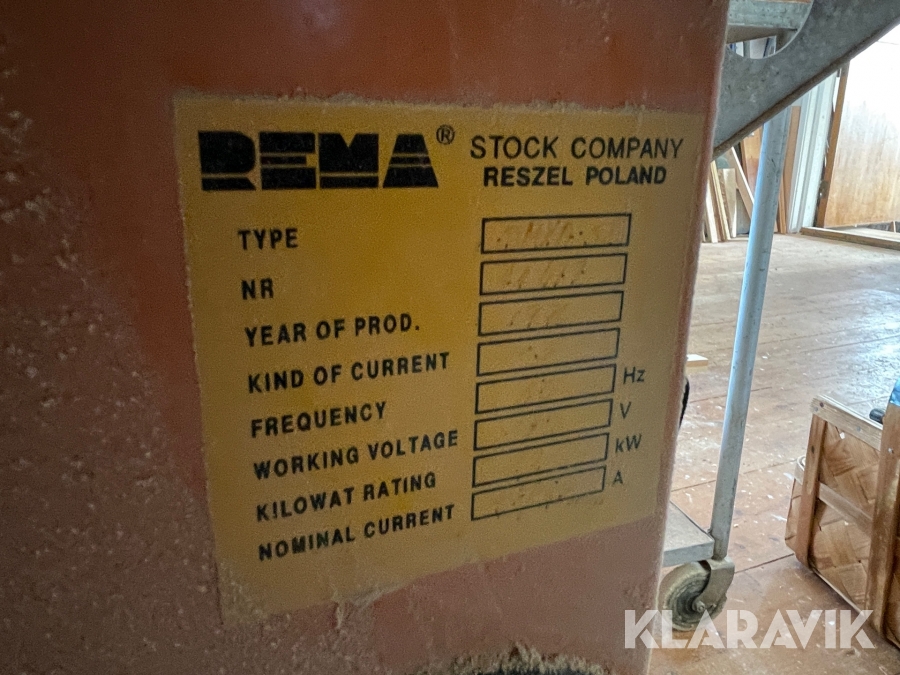 REMA® STOCK COMPANY
RESZEL POLAND
TYPE
NR
YEAR OF PROD.
KIND OF CURRENT
FREQUENCY Hz
WORKING VOLTAGE V
KILOWAT RATING kW
NOMINAL CURRENT A
KLARAVIK